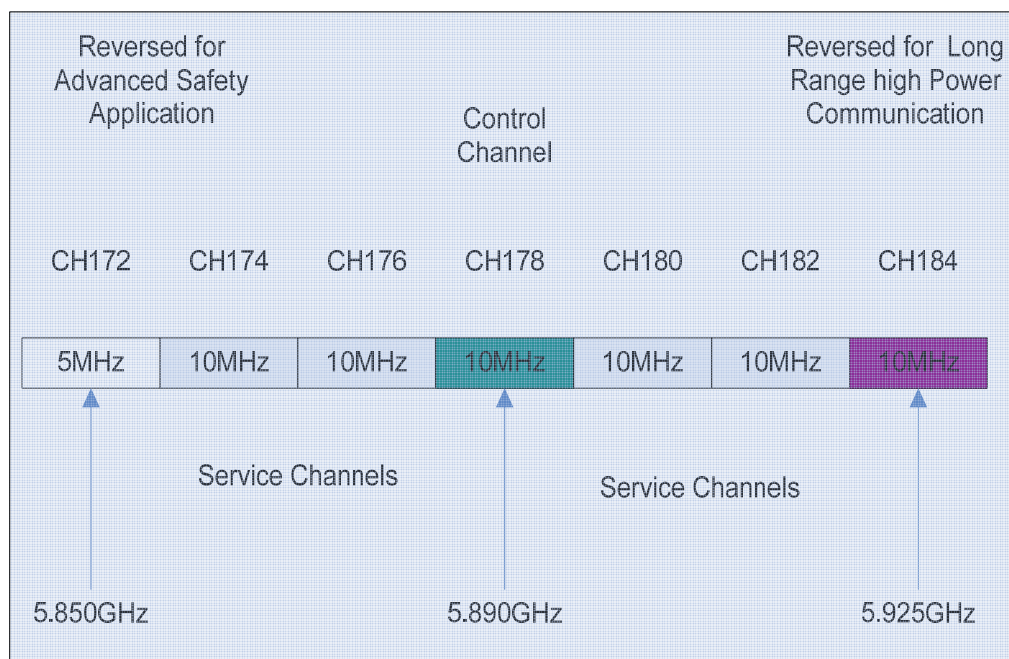 Reversed for
Advanced Safety
Application
Control
Channel
Reversed for Long
Range high Power
Communication
CH172 CH174 CH176 CH178 CH180 CH182 CH184
5MHz 10MHz 10MHz 10MHz 10MHz 10MHz 10MHz
Service Channels
Service Channels
5.850GHz 5.890GHz 5.925GHz